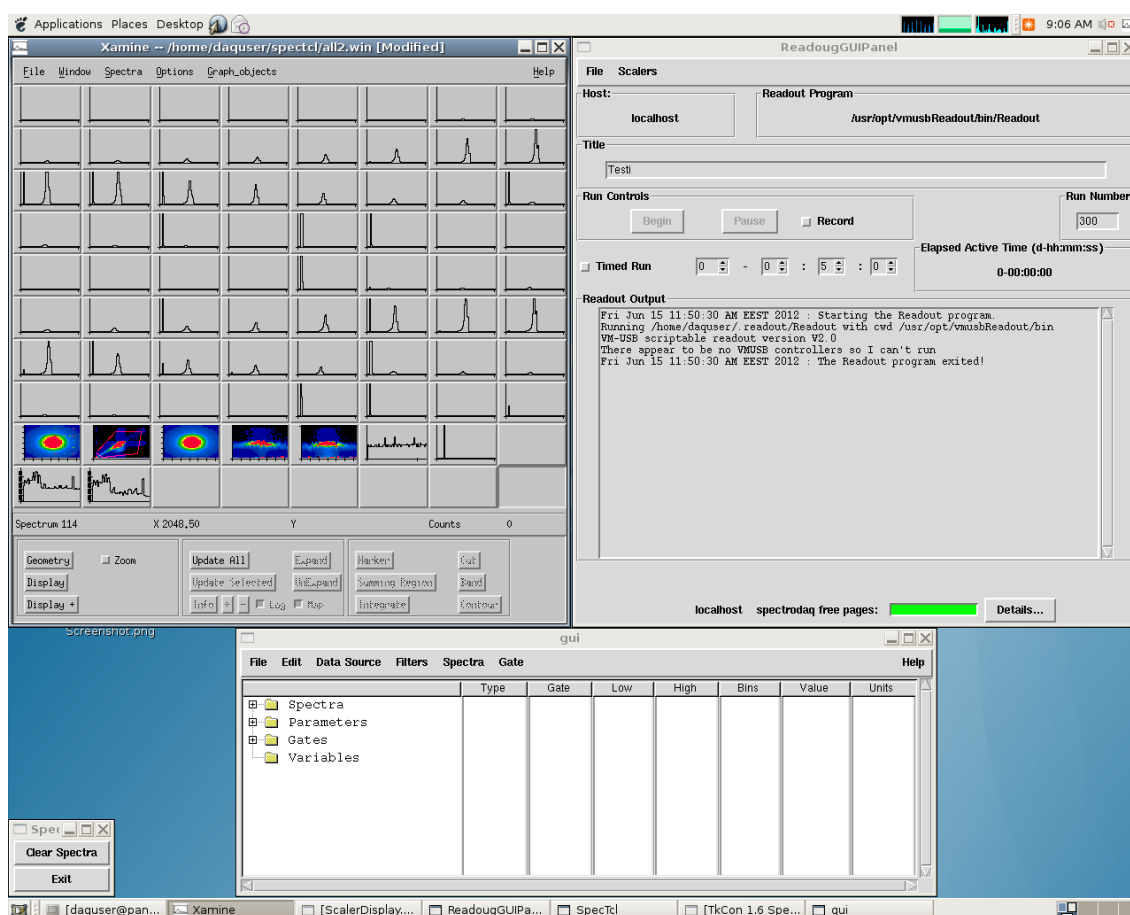 Applications Places Desktop
9:06 AM
Xamine -- /home/daquser/spectcl/all2.win [Modified]
File Window Spectra Options Graph_objects Help
Spectrum 114 X 2048.50 Y Counts 0
Geometry Zoom Update All Expand Marker Cut
Display Update Selected UnExpand Summing Region Band
Display + Info + - Log Map Integrate Contour
ReadougGUIPanel
File Scalers
Host: Readout Program
localhost /usr/opt/vmusbReadout/bin/Readout
Title
Testi
Run Controls Run Number
Begin Pause Record 300
Elapsed Active Time (d-hh:mm:ss)
Timed Run 0 - 0 : 5 : 0 0-00:00:00
Readout Output
Fri Jun 15 11:50:30 AM EEST 2012 : Starting the Readout program.
Running /home/daquser/.readout/Readout with cwd /usr/opt/vmusbReadout/bin
VM-USB scriptable readout version V2.0
There appear to be no VMUSB controllers so I can't run
Fri Jun 15 11:50:30 AM EEST 2012 : The Readout program exited!
localhost spectrodaq free pages: Details...
Screenshot.png
gui
File Edit Data Source Filters Spectra Gate Help
Type Gate Low High Bins Value Units
Spectra
Parameters
Gates
Variables
Spec
Clear Spectra
Exit
[daquser@pan... Xamine [ScalerDisplay.... ReadougGUIPa... SpecTcl [TkCon 1.6 Spe... gui